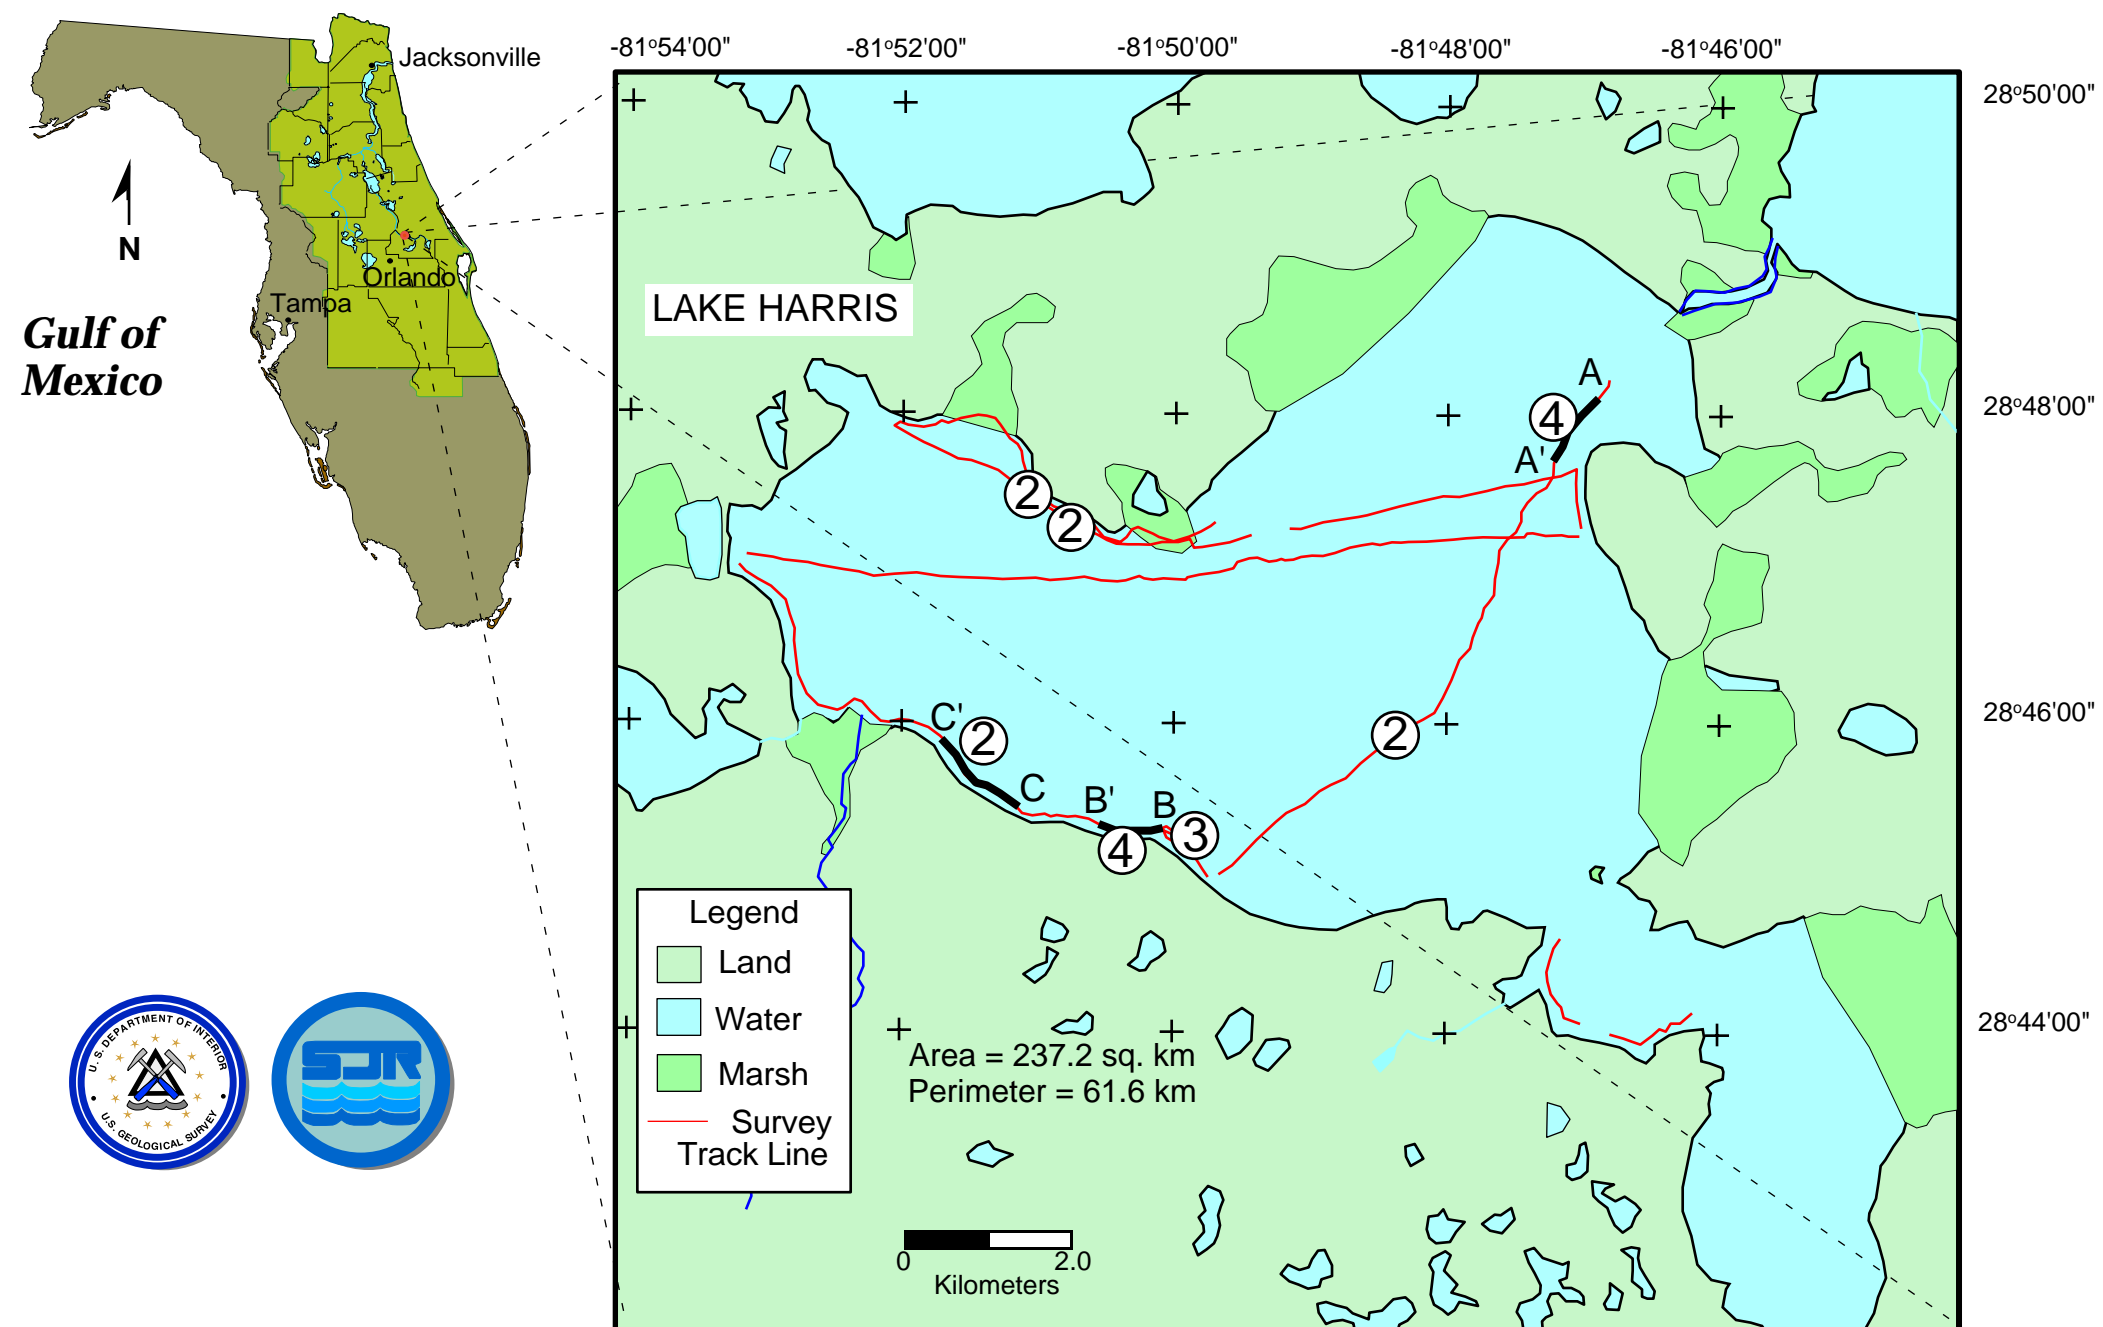 -81°54'00"
-81°52'00"
-81°50'00"
-81°48'00"
-81°46'00"
Jacksonville
28°50'00"
N
Orlando
Tampa
LAKE HARRIS
Gulf of
Mexico
A
4
28°48'00"
A'
2
2
C'
2
2
28°46'00"
C
B'
B
3
4
Legend
Land
Water
Marsh
Survey
Track Line
28°44'00"
Area = 237.2 sq. km
Perimeter = 61.6 km
U. S. DEPARTMENT OF INTERIOR
U.S. GEOLOGICAL SURVEY
SJR
0
2.0
Kilometers